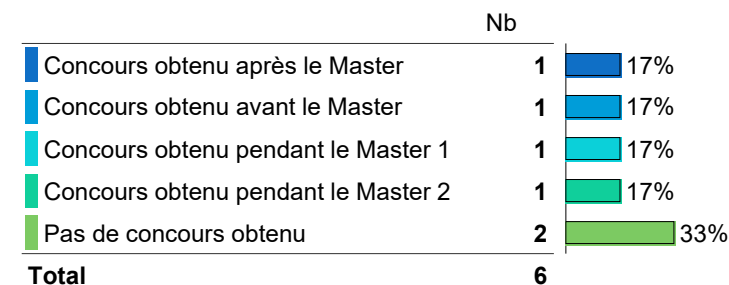 Nb
Concours obtenu après le Master 1 17%
Concours obtenu avant le Master 1 17%
Concours obtenu pendant le Master 1 1 17%
Concours obtenu pendant le Master 2 1 17%
Pas de concours obtenu 2 33%
Total 6